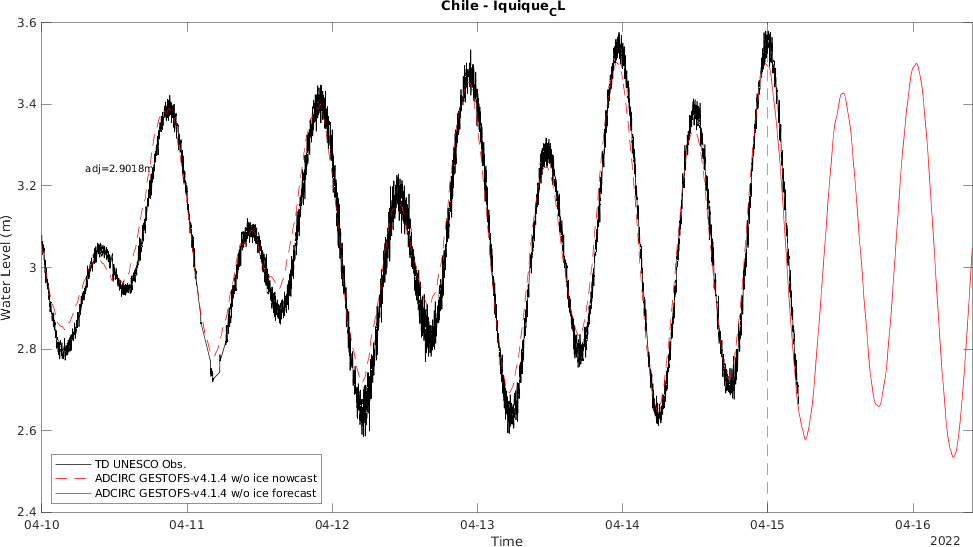 Chile - Iquique_CL
3.6
3.4
3.2
3
2.8
2.6
2.4
Water Level (m)
adj=2.9018m
TD UNESCO Obs.
ADCIRC GESTOFS-v4.1.4 w/o ice nowcast
ADCIRC GESTOFS-v4.1.4 w/o ice forecast
04-10 04-11 04-12 04-13 04-14 04-15 04-16
Time
2022